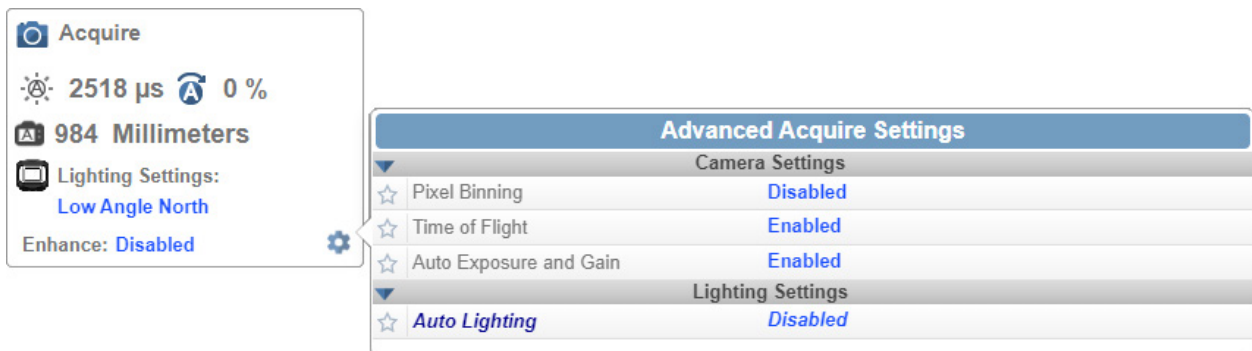 Acquire
2518 µs 0 %
984 Millimeters
Lighting Settings:
Low Angle North
Enhance: Disabled
Advanced Acquire Settings
Camera Settings
Pixel Binning Disabled
Time of Flight Enabled
Auto Exposure and Gain Enabled
Lighting Settings
Auto Lighting Disabled